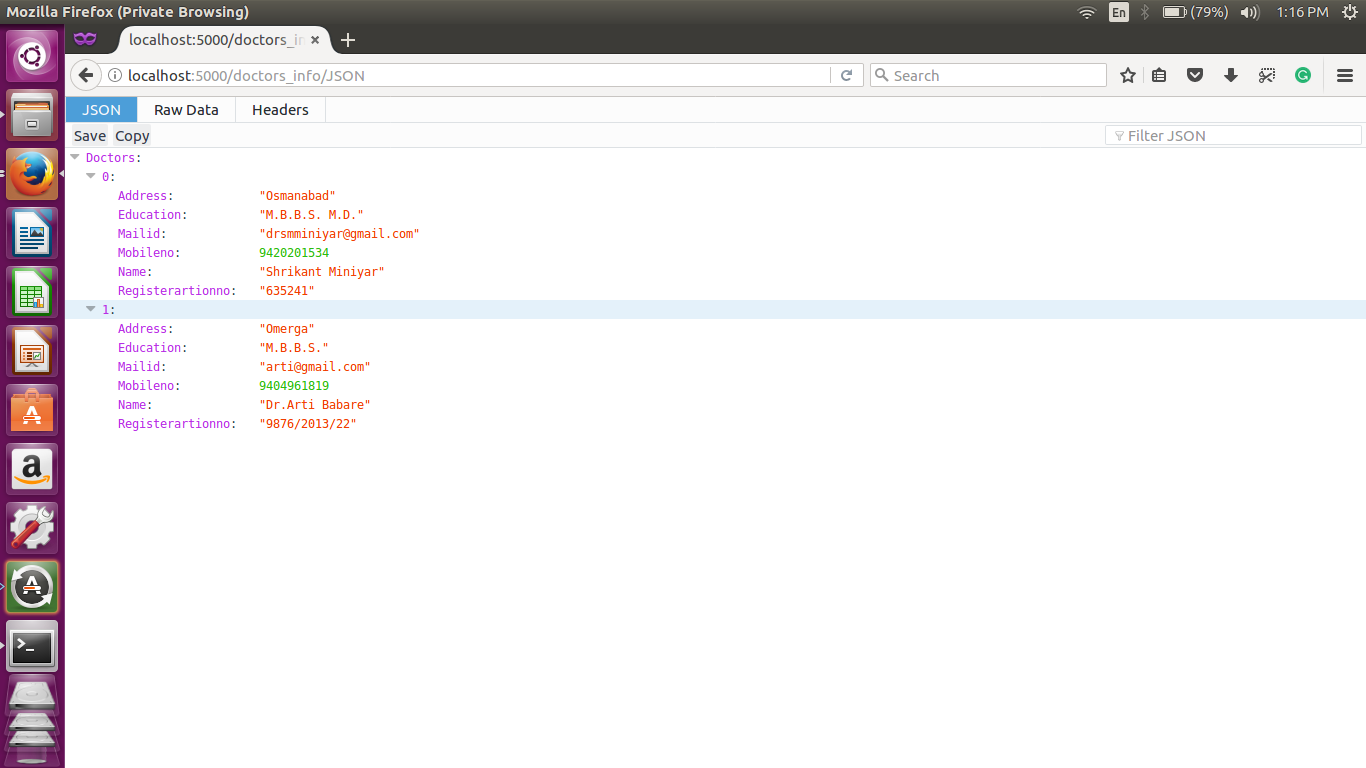 Mozilla Firefox (Private Browsing)
En
(79%)
1:16 PM
localhost:5000/doctors_in
localhost:5000/doctors_info/JSON
Search
JSON
Raw Data
Headers
Save
Copy
Filter JSON
Doctors:
0:
Address: "Osmanabad"
Education: "M.B.B.S. M.D."
Mailid: "drsmminiyar@gmail.com"
Mobileno: 9420201534
Name: "Shrikant Miniyar"
Registerartionno: "635241"
1:
Address: "Omerga"
Education: "M.B.B.S."
Mailid: "arti@gmail.com"
Mobileno: 9404961819
Name: "Dr.Arti Babare"
Registerartionno: "9876/2013/22"